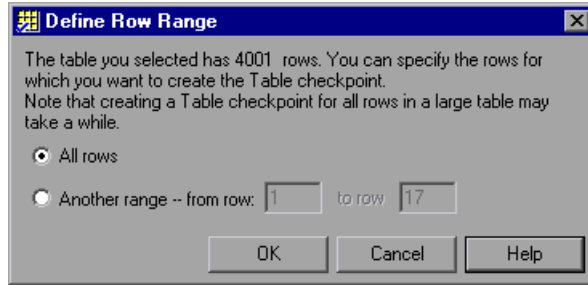 Define Row Range
The table you selected has 4001 rows. You can specify the rows for
which you want to create the Table checkpoint.
Note that creating a Table checkpoint for all rows in a large table may
take a while.
All rows
Another range -- from row: 1 to row 17
OK Cancel Help